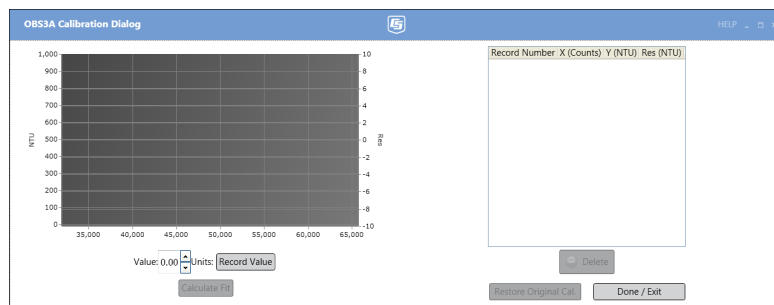 OBS3A Calibration Dialog
HELP
1,000
900
800
700
600
500
400
300
200
100
0
NTU
10
8
6
4
2
0
-2
-4
-6
-8
-10
Res
35,000 40,000 45,000 50,000 55,000 60,000 65,000
Value: 0.00 Units: Record Value
Calculate Fit
Record Number X (Counts) Y (NTU) Res (NTU)
Delete
Restore Original Cal. Done / Exit